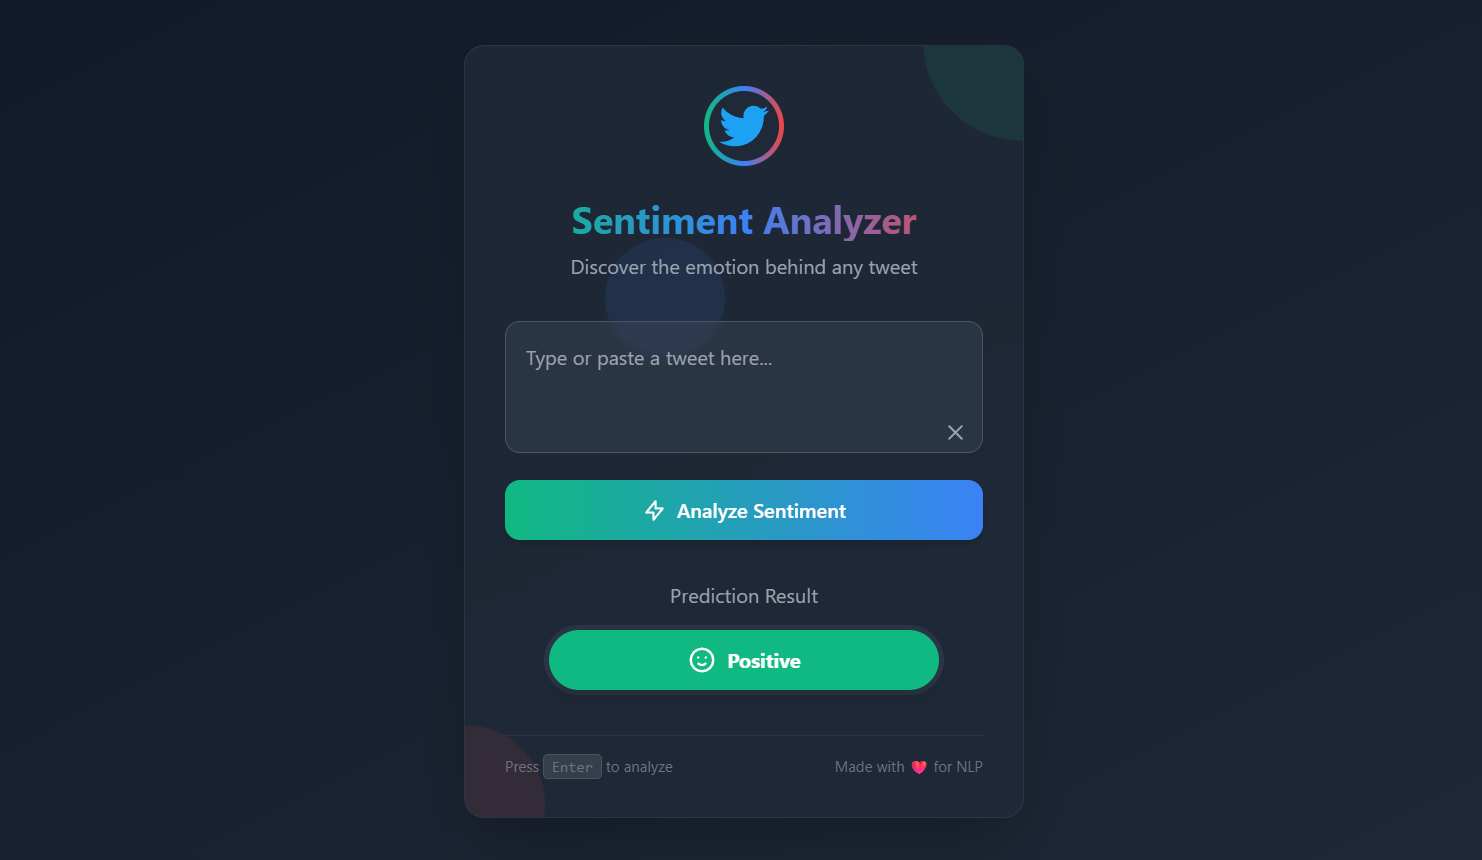 Sentiment Analyzer
Discover the emotion behind any tweet
Type or paste a tweet here...
Analyze Sentiment
Prediction Result
Positive
Press Enter to analyze
Made with ❤️ for NLP